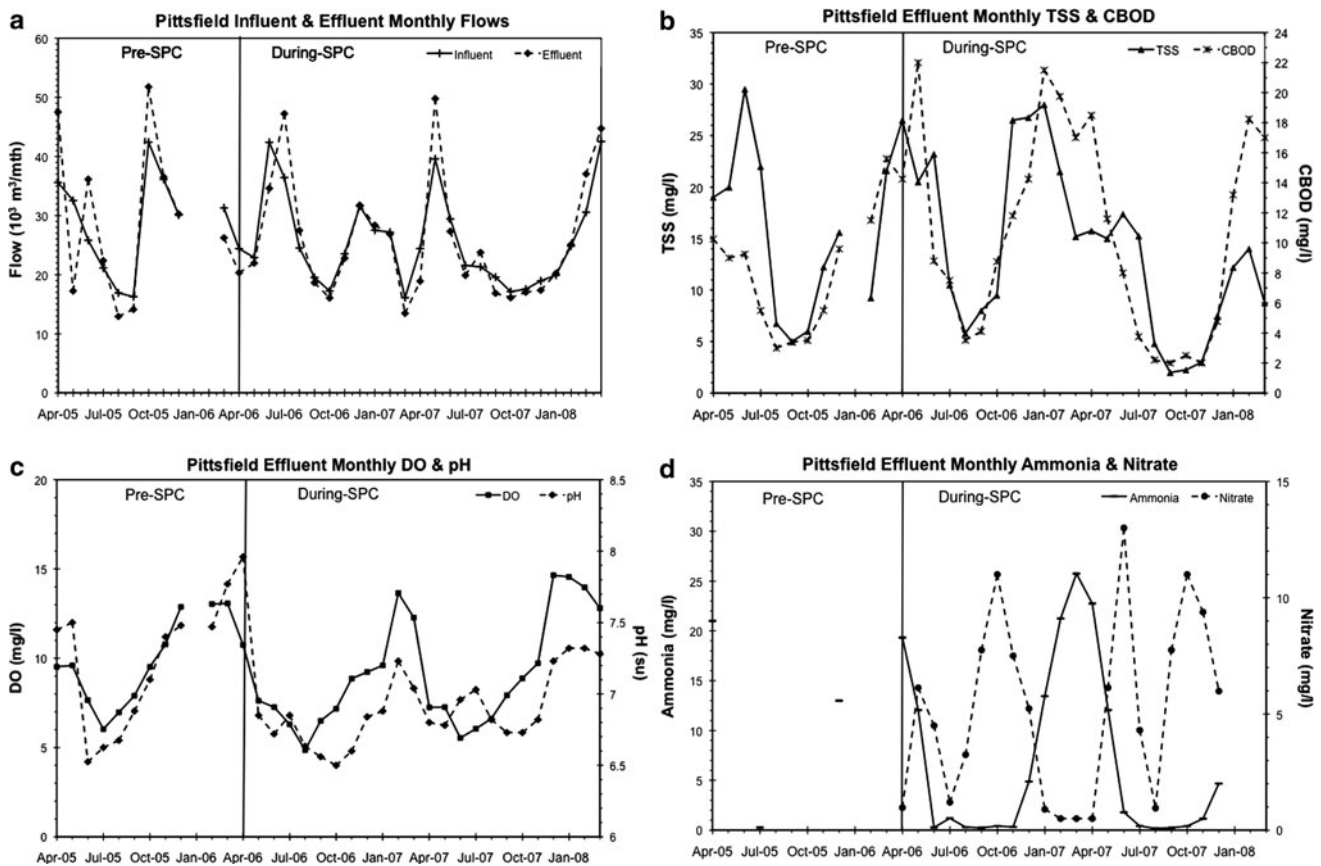 a
Pittsfield Influent & Effluent Monthly Flows
Pre-SPC
During-SPC
Influent
Effluent
Flow (10³ m³/mth)
60
50
40
30
20
10
0
Apr-05 Jul-05 Oct-05 Jan-06 Apr-06 Jul-06 Oct-06 Jan-07 Apr-07 Jul-07 Oct-07 Jan-08
b
Pittsfield Effluent Monthly TSS & CBOD
Pre-SPC
During-SPC
TSS
CBOD
TSS (mg/l)
35
30
25
20
15
10
5
0
CBOD (mg/l)
24
22
20
18
16
14
12
10
8
6
4
2
0
Apr-05 Jul-05 Oct-05 Jan-06 Apr-06 Jul-06 Oct-06 Jan-07 Apr-07 Jul-07 Oct-07 Jan-08
c
Pittsfield Effluent Monthly DO & pH
Pre-SPC
During-SPC
DO
pH
DO (mg/l)
20
15
10
5
0
pH (su)
8.5
8
7.5
7
6.5
6
Apr-05 Jul-05 Oct-05 Jan-06 Apr-06 Jul-06 Oct-06 Jan-07 Apr-07 Jul-07 Oct-07 Jan-08
d
Pittsfield Effluent Monthly Ammonia & Nitrate
Pre-SPC
During-SPC
Ammonia
Nitrate
Ammonia (mg/l)
35
30
25
20
15
10
5
0
Nitrate (mg/l)
15
10
5
0
Apr-05 Jul-05 Oct-05 Jan-06 Apr-06 Jul-06 Oct-06 Jan-07 Apr-07 Jul-07 Oct-07 Jan-08